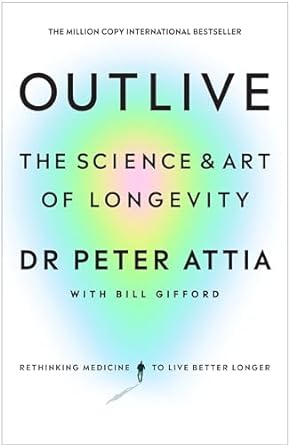 THE MILLION COPY INTERNATIONAL BESTSELLER
OUTLIVE
THE SCIENCE & ART
OF LONGEVITY
DR PETER ATTIA
WITH BILL GIFFORD
RETHINKING MEDICINE TO LIVE BETTER LONGER